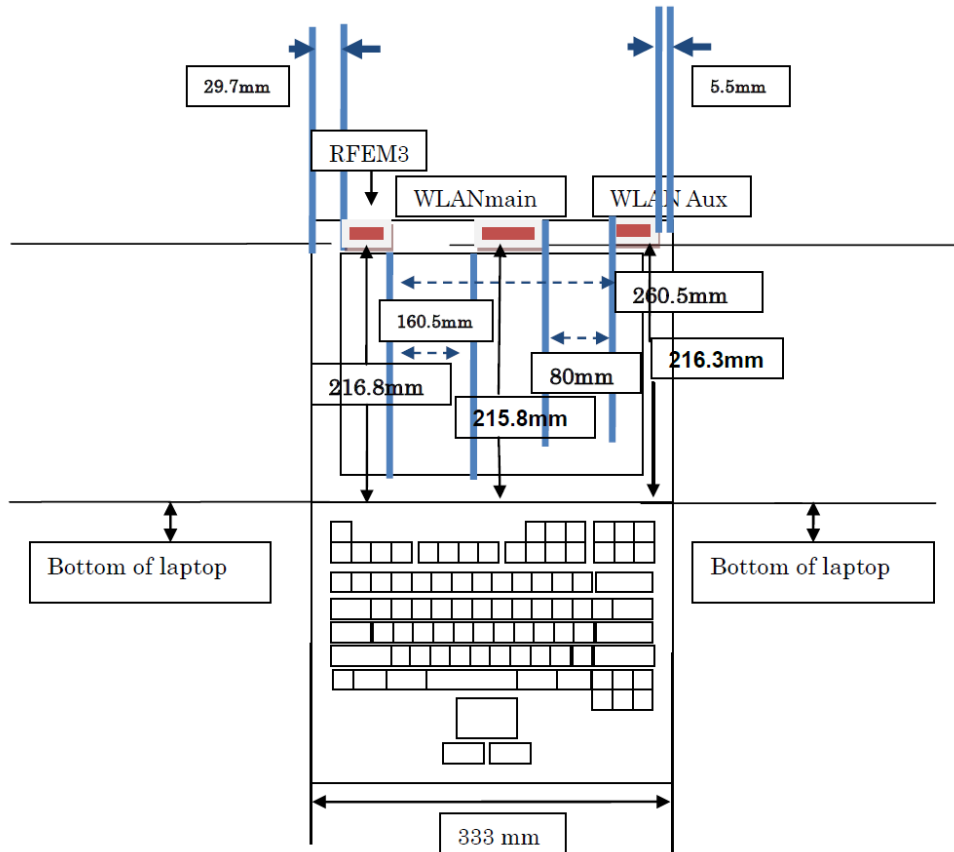 29.7mm
5.5mm
RFEM3
WLANmain
WLAN Aux
260.5mm
160.5mm
216.3mm
80mm
216.8mm
215.8mm
Bottom of laptop
Bottom of laptop
333 mm